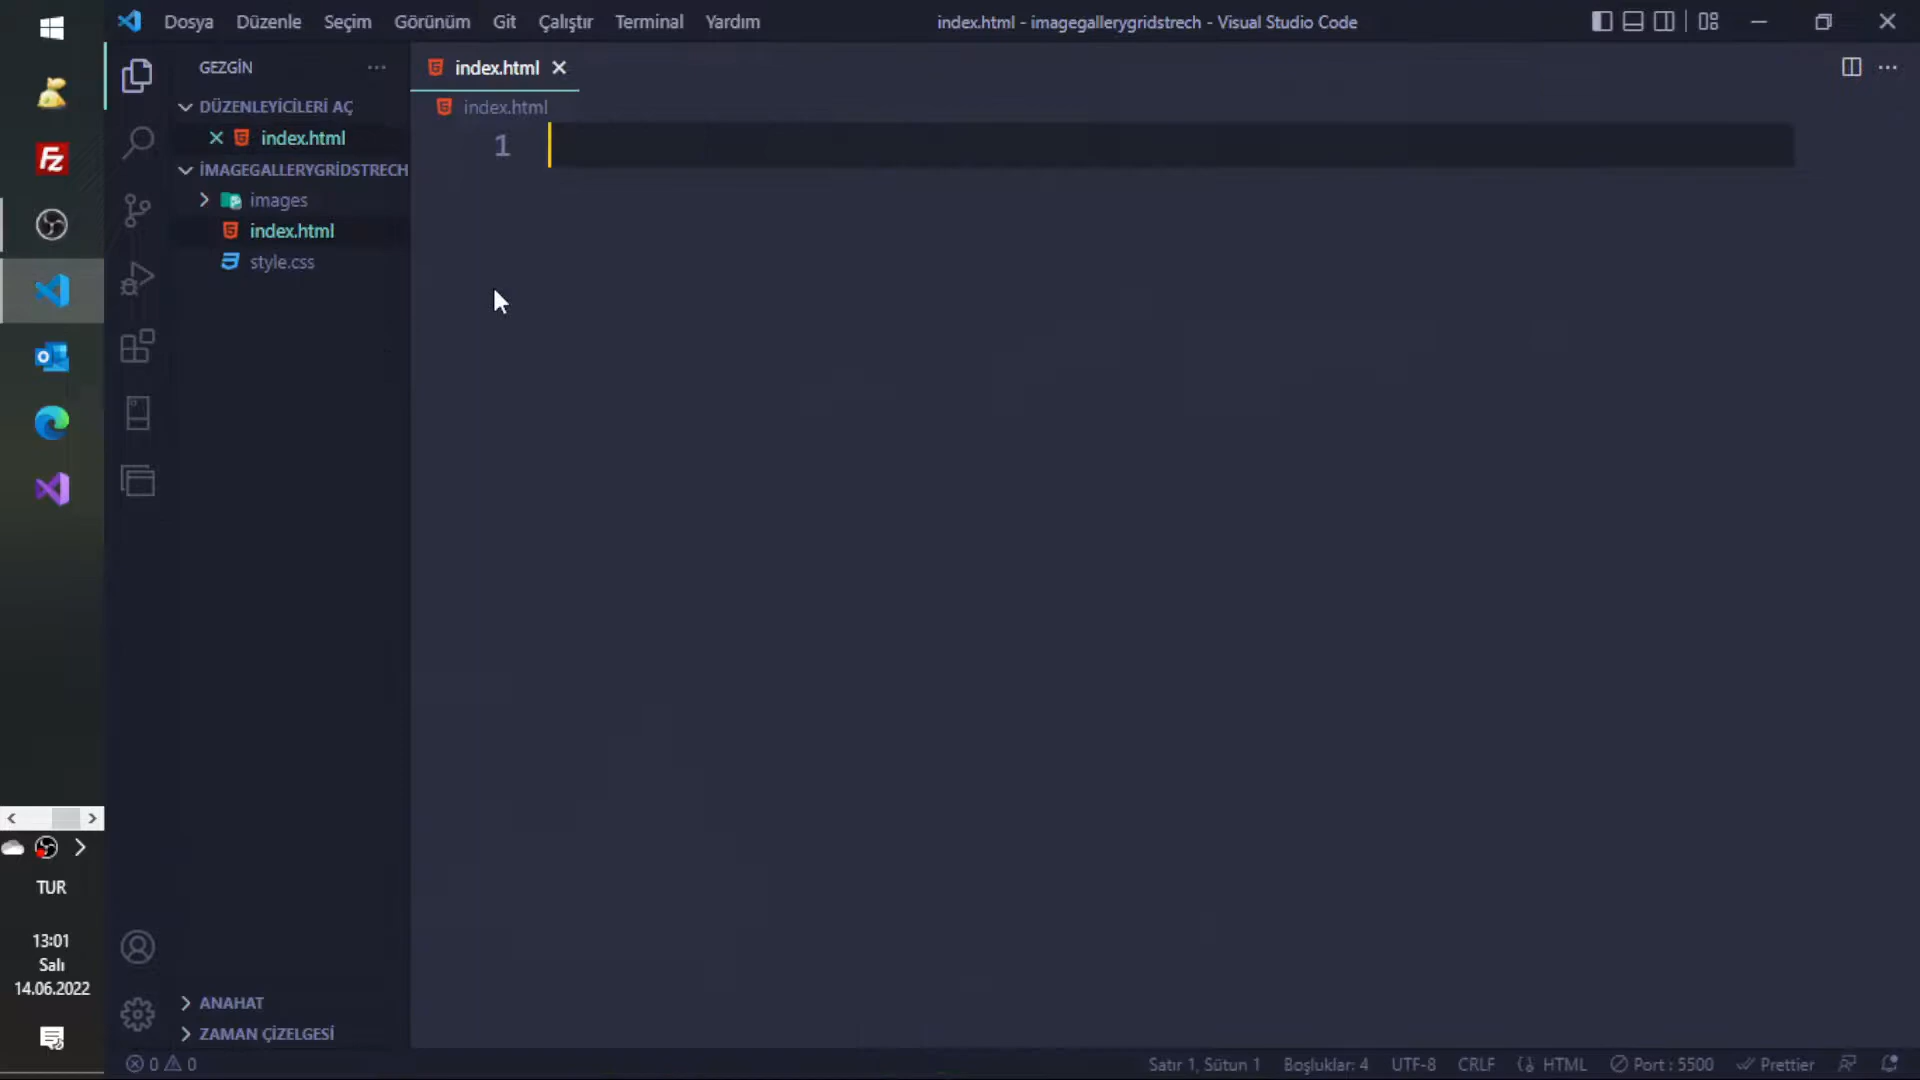 Dosya Düzenle Seçim Görünüm Git Çalıştır Terminal Yardım
index.html - imagegallerygridstrech - Visual Studio Code
GEZGİN
index.html
DÜZENLEYİCİLERİ AÇ
index.html
index.html
İMAGEGALLERYGRİDSTRECH
images
index.html
style.css
1
TUR
13:01
Salı
14.06.2022
ANAHAT
ZAMAN ÇİZELGESİ
0 0
Satır 1, Sütun 1 Boşluklar: 4 UTF-8 CRLF HTML Port : 5500 Prettier